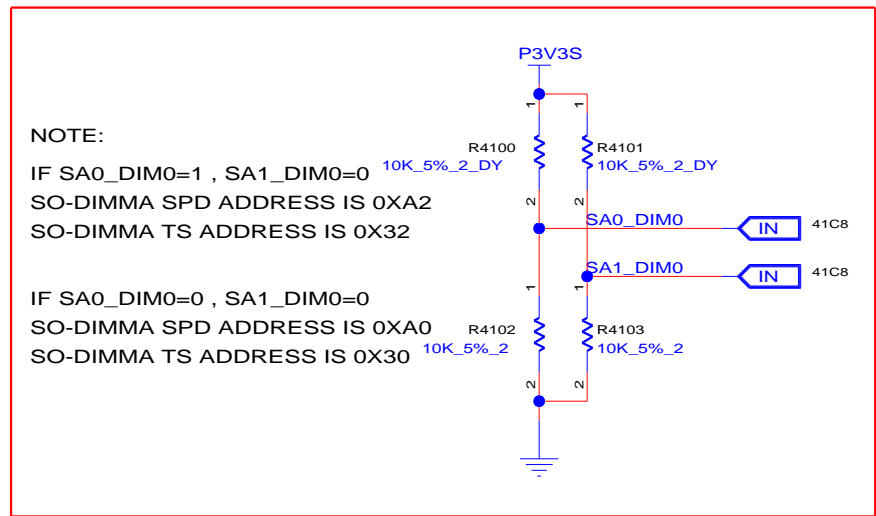 P3V3S
NOTE:
IF SA0_DIM0=1 , SA1_DIM0=0
SO-DIMMA SPD ADDRESS IS 0XA2
SO-DIMMA TS ADDRESS IS 0X32
IF SA0_DIM0=0 , SA1_DIM0=0
SO-DIMMA SPD ADDRESS IS 0XA0
SO-DIMMA TS ADDRESS IS 0X30
1
1
R4100
10K_5%_2_DY
R4101
10K_5%_2_DY
2
2
SA0_DIM0
IN
41C8
SA1_DIM0
IN
41C8
1
1
R4102
10K_5%_2
R4103
10K_5%_2
2
2